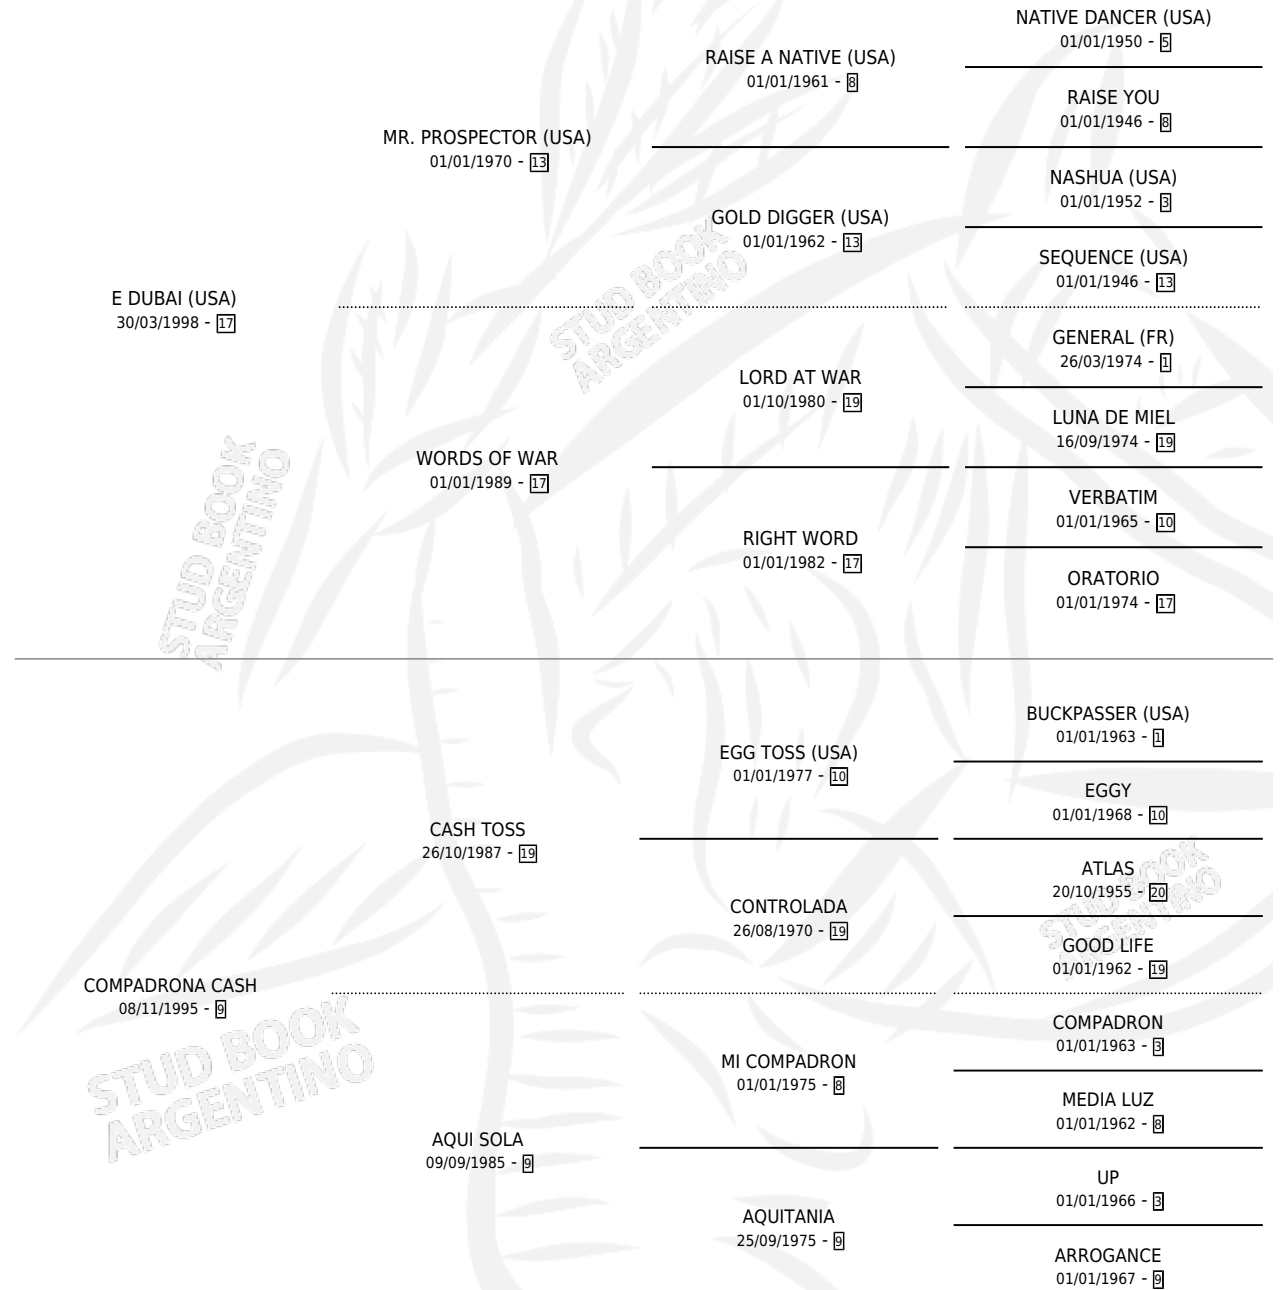 NATIVE DANCER (USA)
01/01/1950 - 5
RAISE A NATIVE (USA)
01/01/1961 - 8
RAISE YOU
01/01/1946 - 8
MR. PROSPECTOR (USA)
01/01/1970 - 13
NASHUA (USA)
01/01/1952 - 3
GOLD DIGGER (USA)
01/01/1962 - 13
SEQUENCE (USA)
01/01/1946 - 13
E DUBAI (USA)
30/03/1998 - 17
GENERAL (FR)
26/03/1974 - 1
LORD AT WAR
01/10/1980 - 19
LUNA DE MIEL
16/09/1974 - 19
WORDS OF WAR
01/01/1989 - 17
VERBATIM
01/01/1965 - 10
RIGHT WORD
01/01/1982 - 17
ORATORIO
01/01/1974 - 17
BUCKPASSER (USA)
01/01/1963 - 1
EGG TOSS (USA)
01/01/1977 - 10
EGGY
01/01/1968 - 10
CASH TOSS
26/10/1987 - 19
ATLAS
20/10/1955 - 20
CONTROLADA
26/08/1970 - 19
GOOD LIFE
01/01/1962 - 19
COMPADRONA CASH
08/11/1995 - 9
COMPADRON
01/01/1963 - 3
MI COMPADRON
01/01/1975 - 8
MEDIA LUZ
01/01/1962 - 8
AQUI SOLA
09/09/1985 - 9
UP
01/01/1966 - 3
AQUITANIA
25/09/1975 - 9
ARROGANCE
01/01/1967 - 9
STUD BOOK
ARGENTINO
STUD BOOK
ARGENTINO
STUD BOOK
ARGENTINO
STUD BOOK
ARGENTINO